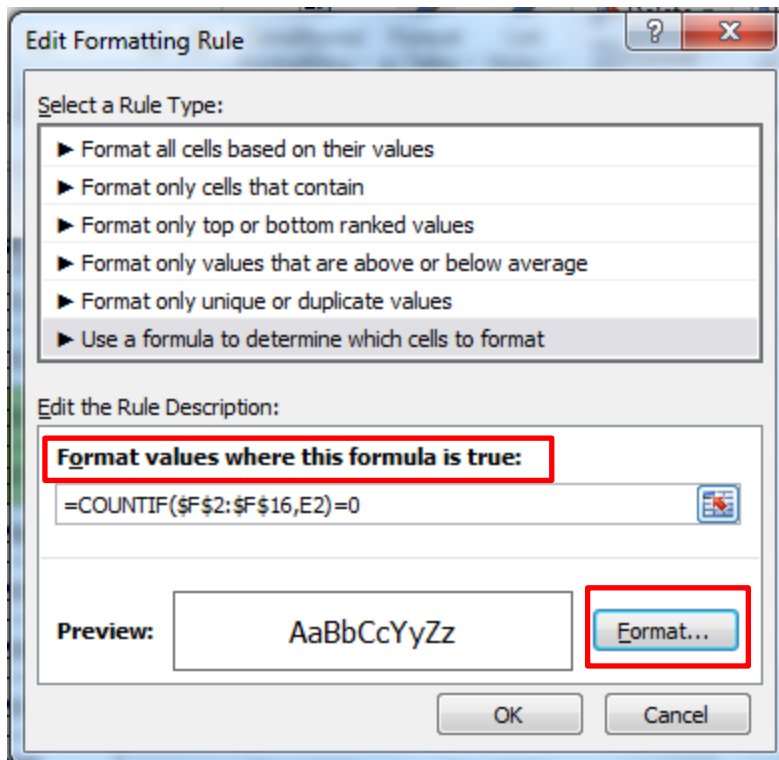 Edit Formatting Rule
Select a Rule Type:
► Format all cells based on their values
► Format only cells that contain
► Format only top or bottom ranked values
► Format only values that are above or below average
► Format only unique or duplicate values
► Use a formula to determine which cells to format
Edit the Rule Description:
Format values where this formula is true:
=COUNTIF($F$2:$F$16,E2)=0
Preview: AaBbCcYyZz Format...
OK Cancel